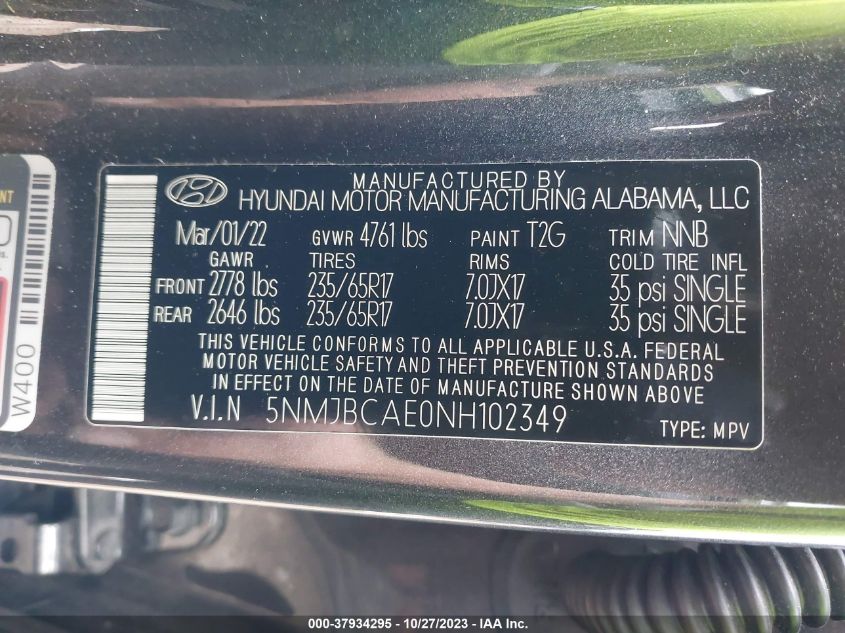 MANUFACTURED BY
HYUNDAI MOTOR MANUFACTURING ALABAMA, LLC
Mar/01/22 GVWR 4761 lbs PAINT T2G TRIM NNB
GAWR TIRES RIMS COLD TIRE INFL
FRONT 2778 lbs 235/65R17 7.0JX17 35 psi SINGLE
REAR 2646 lbs 235/65R17 7.0JX17 35 psi SINGLE
THIS VEHICLE CONFORMS TO ALL APPLICABLE U.S.A. FEDERAL
MOTOR VEHICLE SAFETY AND THEFT PREVENTION STANDARDS
IN EFFECT ON THE DATE OF MANUFACTURE SHOWN ABOVE
V.I.N 5NMJBCAE0NH102349 TYPE: MPV
W400
000-37934295 - 10/27/2023 - IAA Inc.